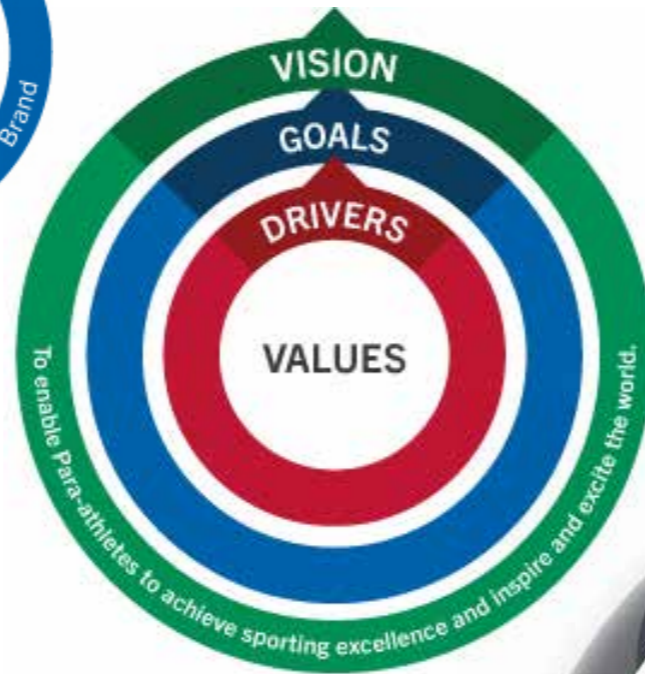 Brand
VISION
GOALS
DRIVERS
VALUES
To enable Para-athletes to achieve sporting excellence and inspire and excite the world.